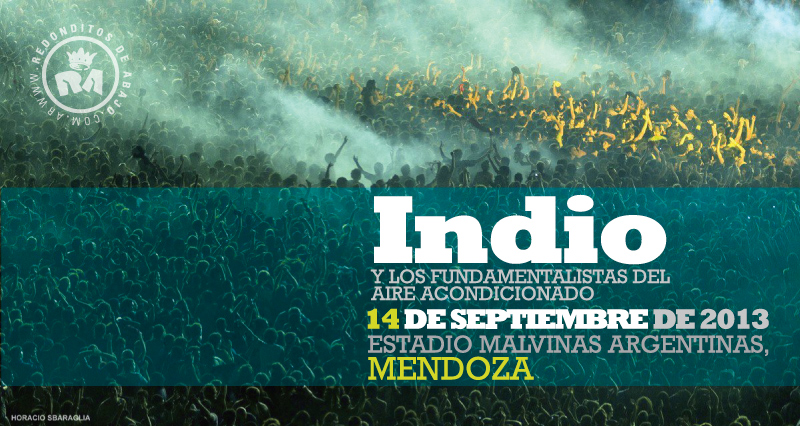 WWW.REDONDITOS DE ABAJO.COM.AR
Indio
Y LOS FUNDAMENTALISTAS DEL
AIRE ACONDICIONADO
14 DE SEPTIEMBRE DE 2013
ESTADIO MALVINAS ARGENTINAS,
MENDOZA
HORACIO SBARAGLIA